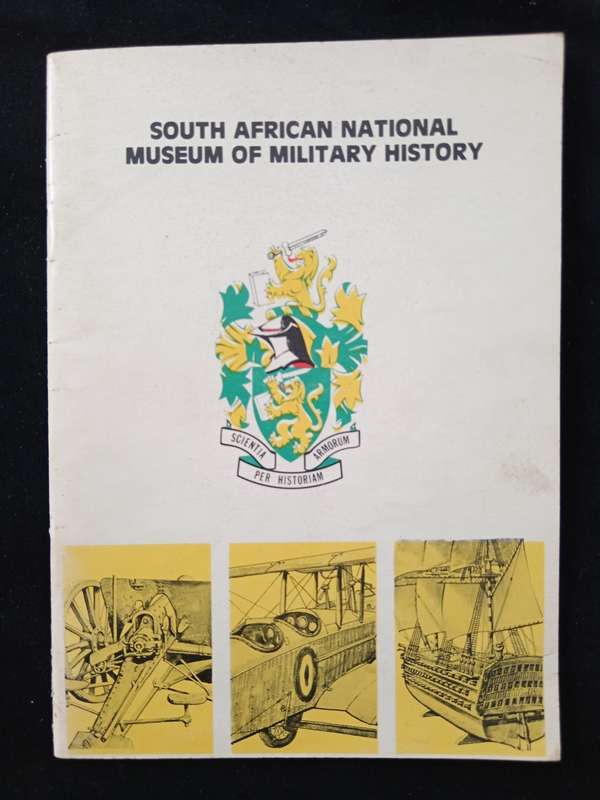 SOUTH AFRICAN NATIONAL
MUSEUM OF MILITARY HISTORY
SCIENTIA
ARMORUM
PER HISTORIAM